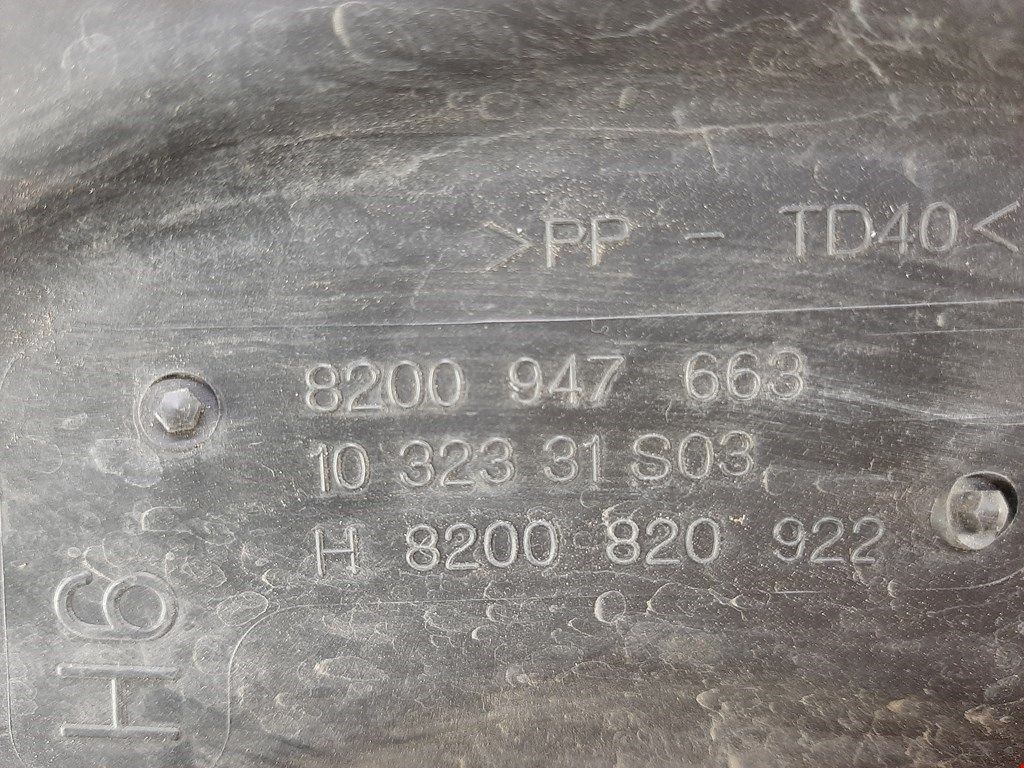 >PP - TD40<
8200 947 663
10 323 31 S03
H 8200 820 922
H6